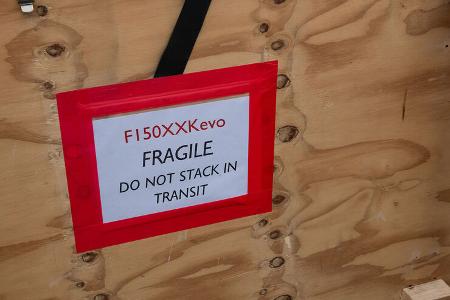 F150XXKevo
FRAGILE
DO NOT STACK IN
TRANSIT